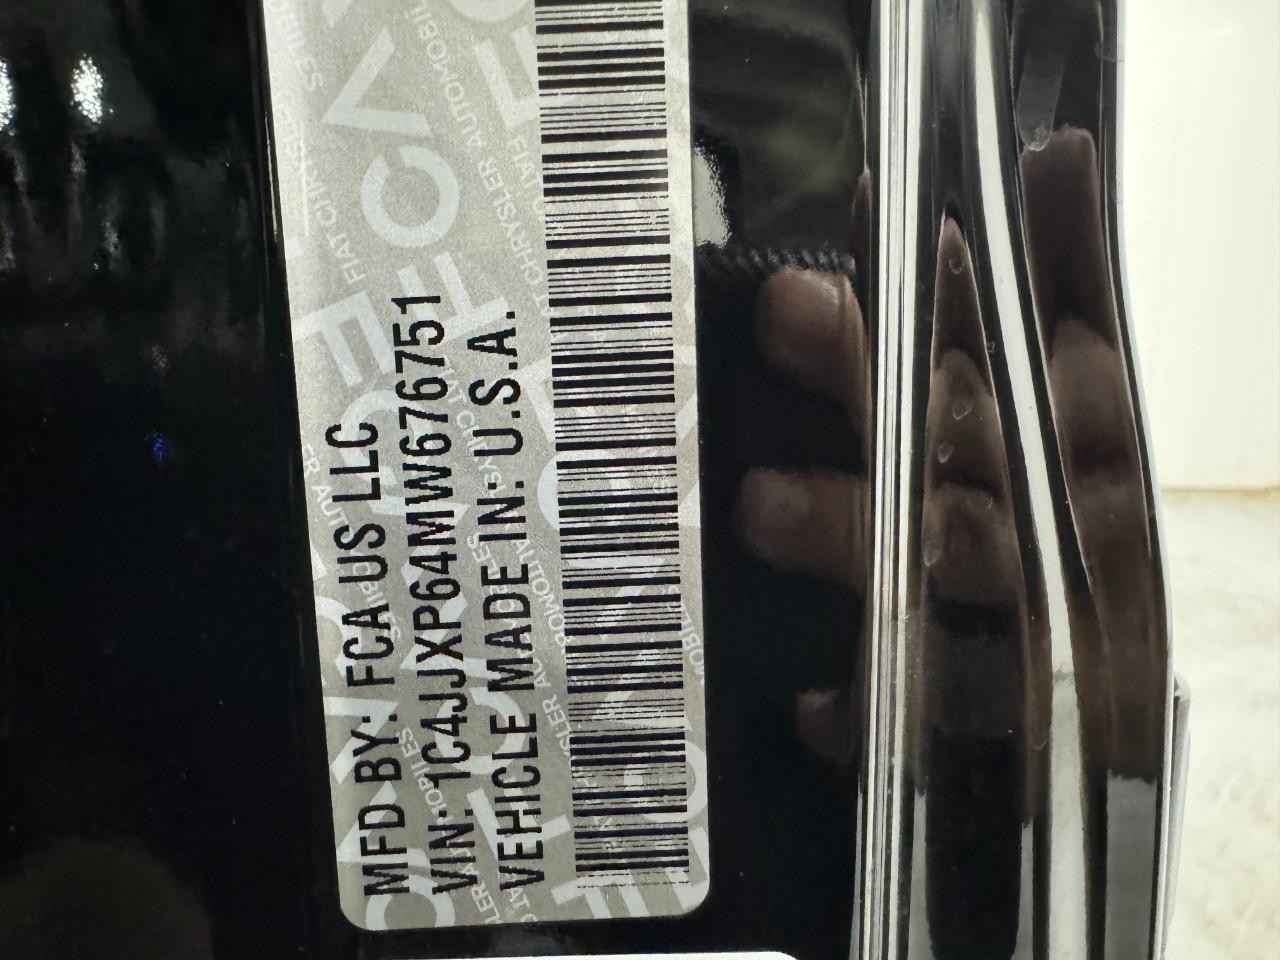 MFD BY: FCA US LLC
VIN: 1C4JJXP64MW676751
VEHICLE MADE IN: U.S.A.